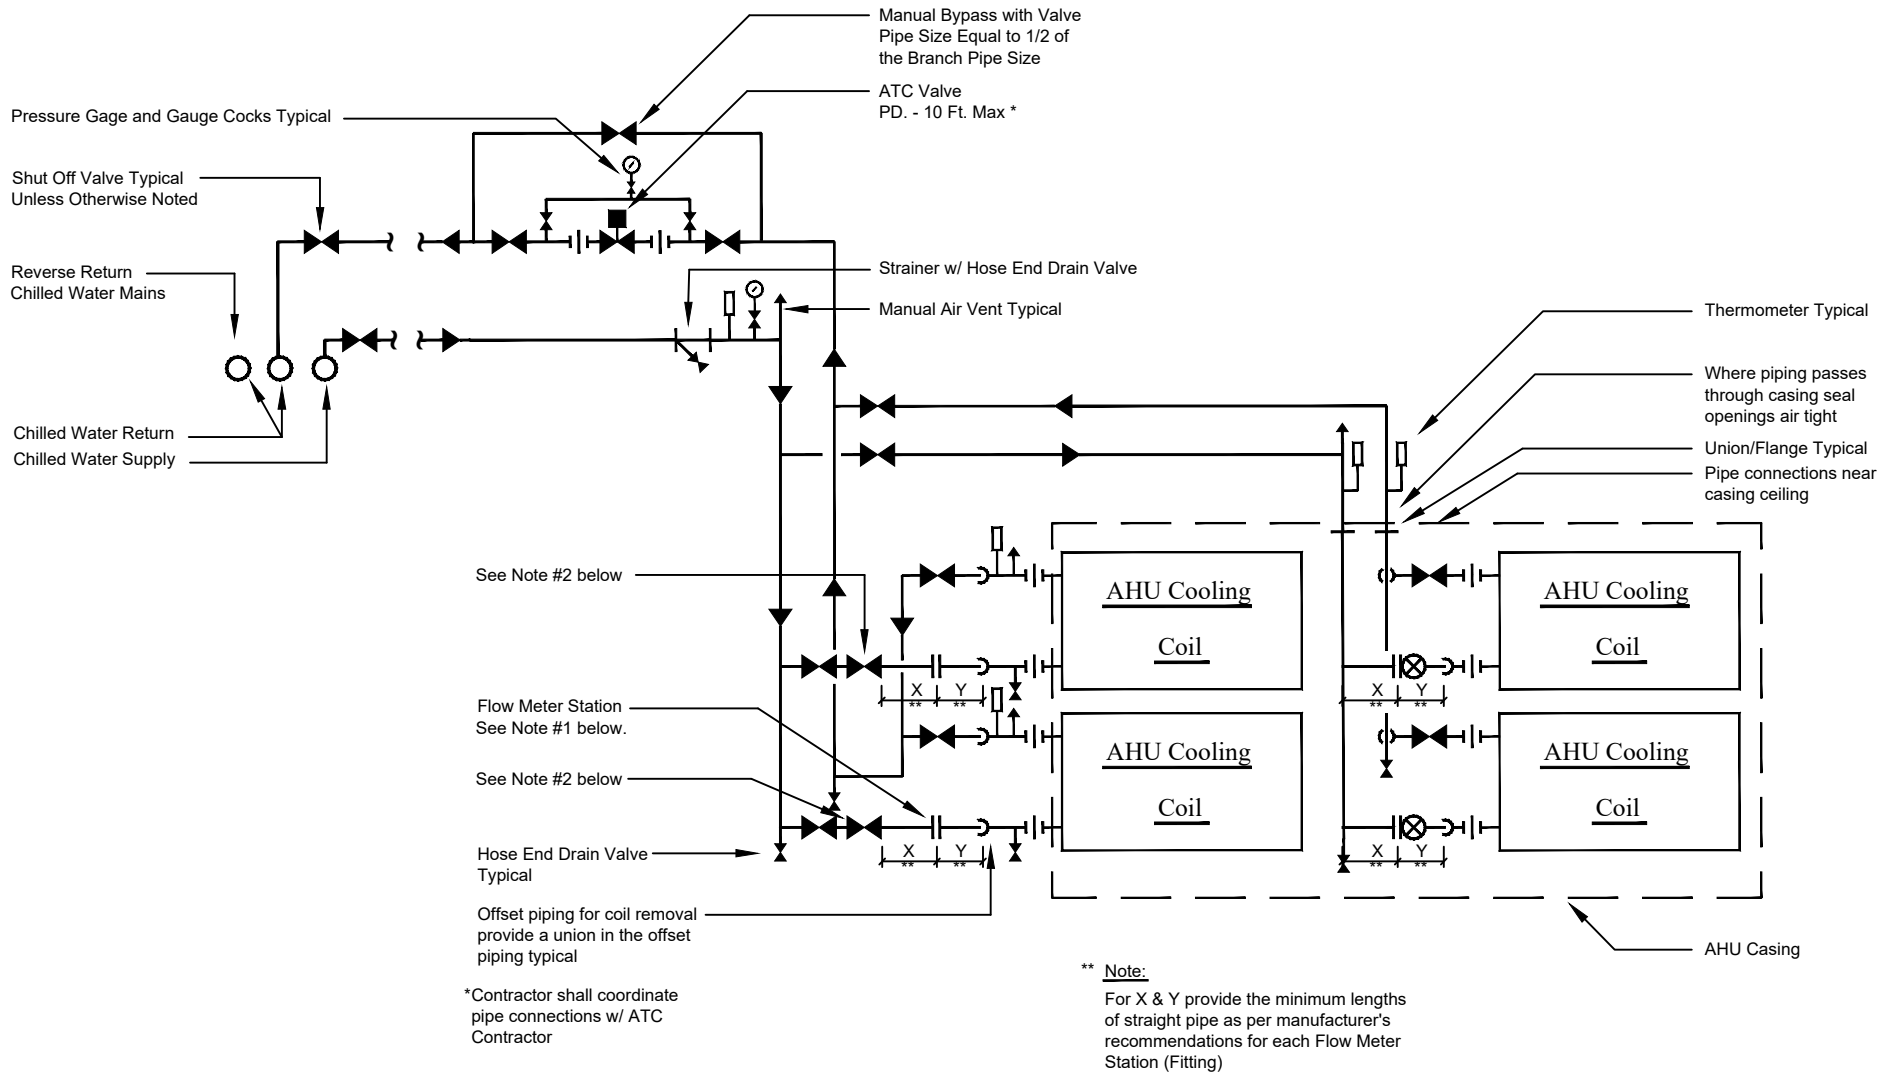 Manual Bypass with Valve
Pipe Size Equal to 1/2 of
the Branch Pipe Size
ATC Valve
PD. - 10 Ft. Max *
Pressure Gage and Gauge Cocks Typical
Shut Off Valve Typical
Unless Otherwise Noted
Reverse Return
Chilled Water Mains
Strainer w/ Hose End Drain Valve
Manual Air Vent Typical
Thermometer Typical
Where piping passes
through casing seal
openings air tight
Chilled Water Return
Chilled Water Supply
Union/Flange Typical
Pipe connections near
casing ceiling
See Note #2 below
AHU Cooling
Coil
AHU Cooling
Coil
X
**
Y
**
X
**
Y
**
Flow Meter Station
See Note #1 below.
See Note #2 below
AHU Cooling
Coil
AHU Cooling
Coil
X
**
Y
**
X
**
Y
**
Hose End Drain Valve
Typical
Offset piping for coil removal
provide a union in the offset
piping typical
AHU Casing
*Contractor shall coordinate
pipe connections w/ ATC
Contractor
** Note:
For X & Y provide the minimum lengths
of straight pipe as per manufacturer's
recommendations for each Flow Meter
Station (Fitting)